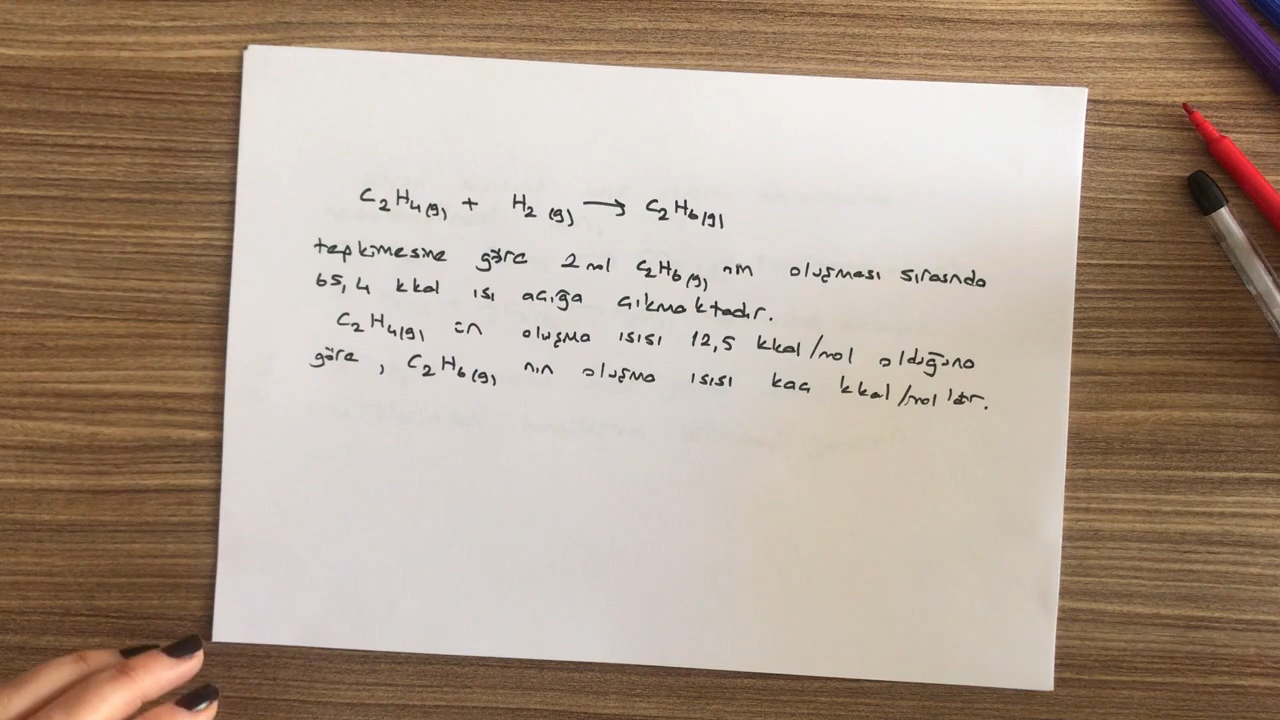 C₂H₄(g) + H₂ (g) → C₂H₆(g)
tepkimesine göre 2 mol C₂H₆(g) nın oluşması sırasında
65,4 kkal ısı açığa çıkmaktadır.
C₂H₄(g) ün oluşma ısısı 12,5 kkal/mol olduğuna
göre, C₂H₆(g) nın oluşma ısısı kaç kkal/mol'dür.